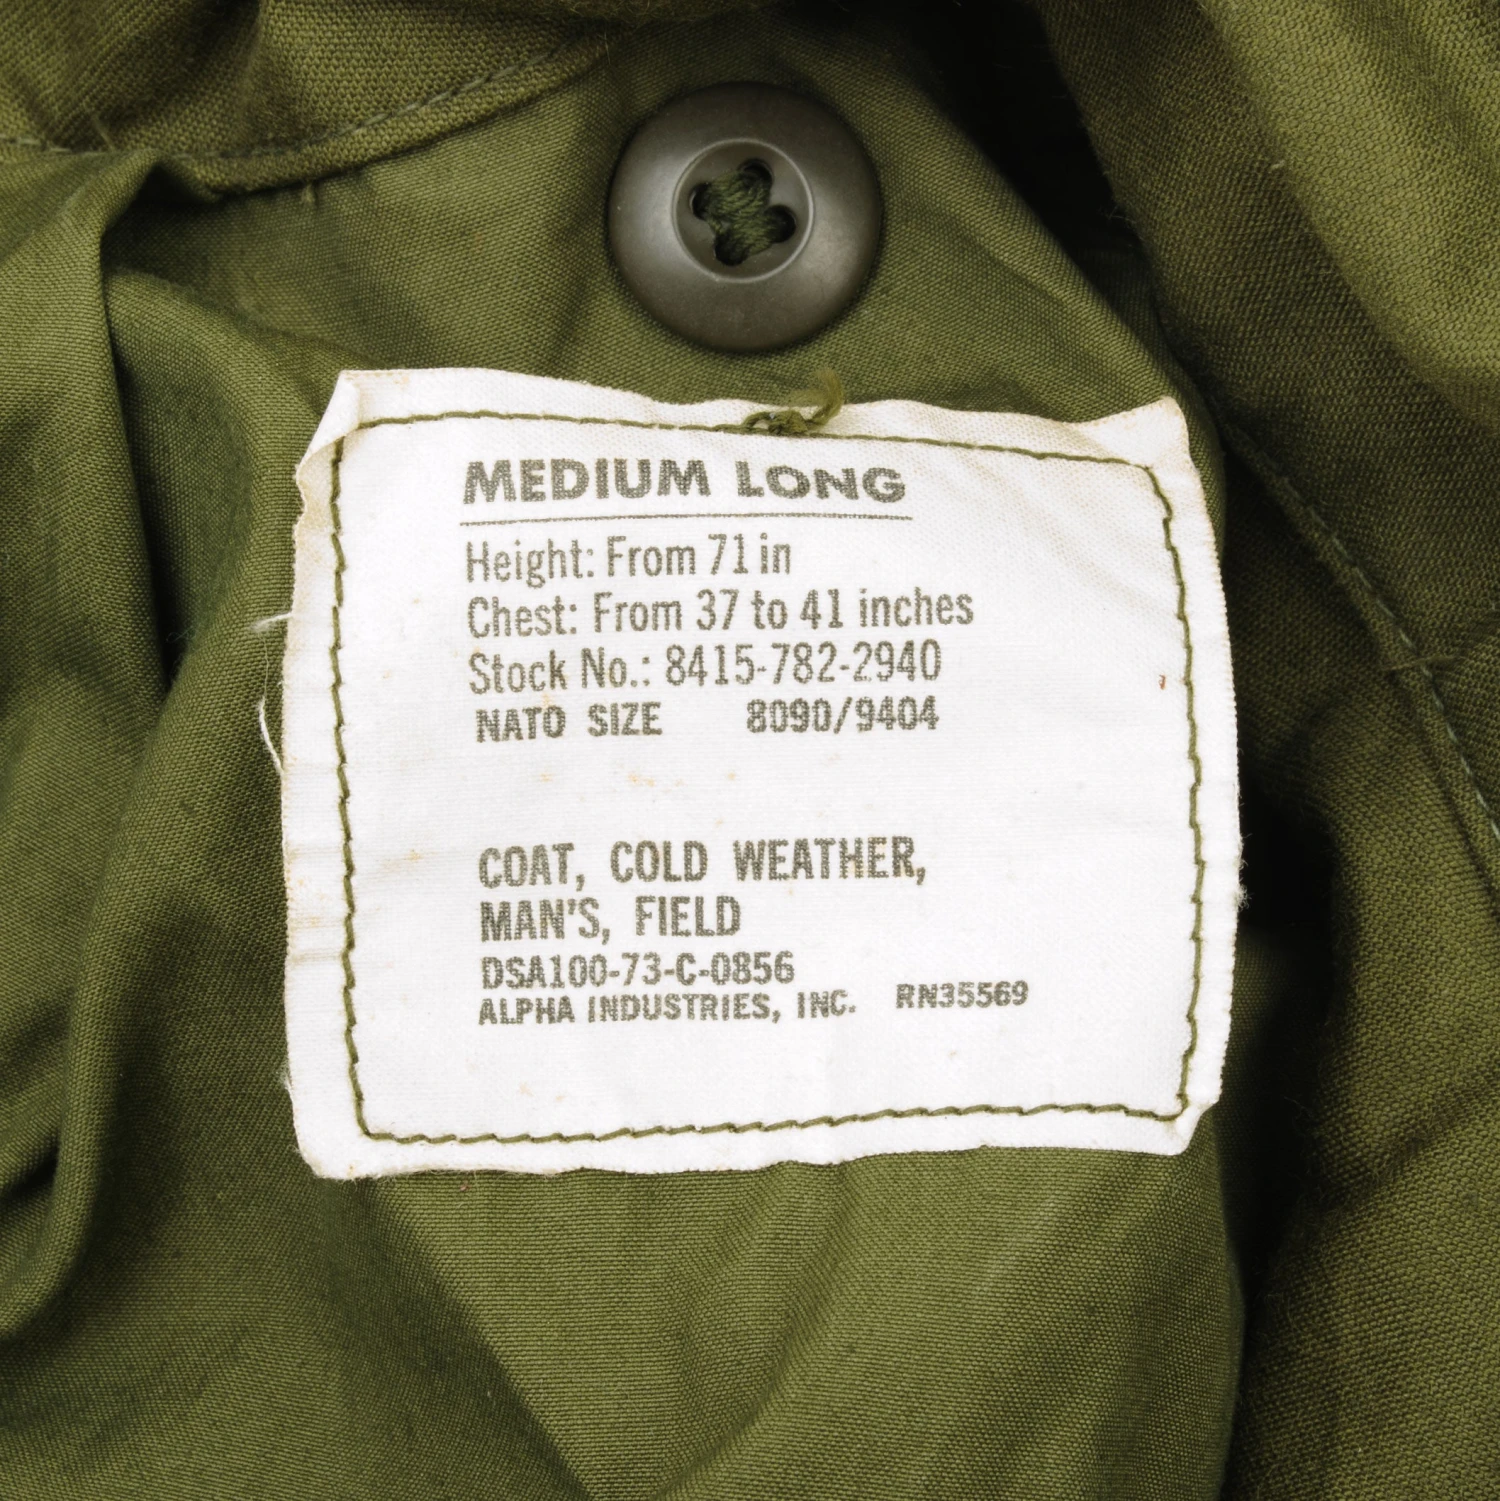 MEDIUM LONG
Height: From 71 in
Chest: From 37 to 41 inches
Stock No.: 8415-782-2940
NATO SIZE 8090/9404
COAT, COLD WEATHER,
MAN'S, FIELD
DSA100-73-C-0856
ALPHA INDUSTRIES, INC. RN35569